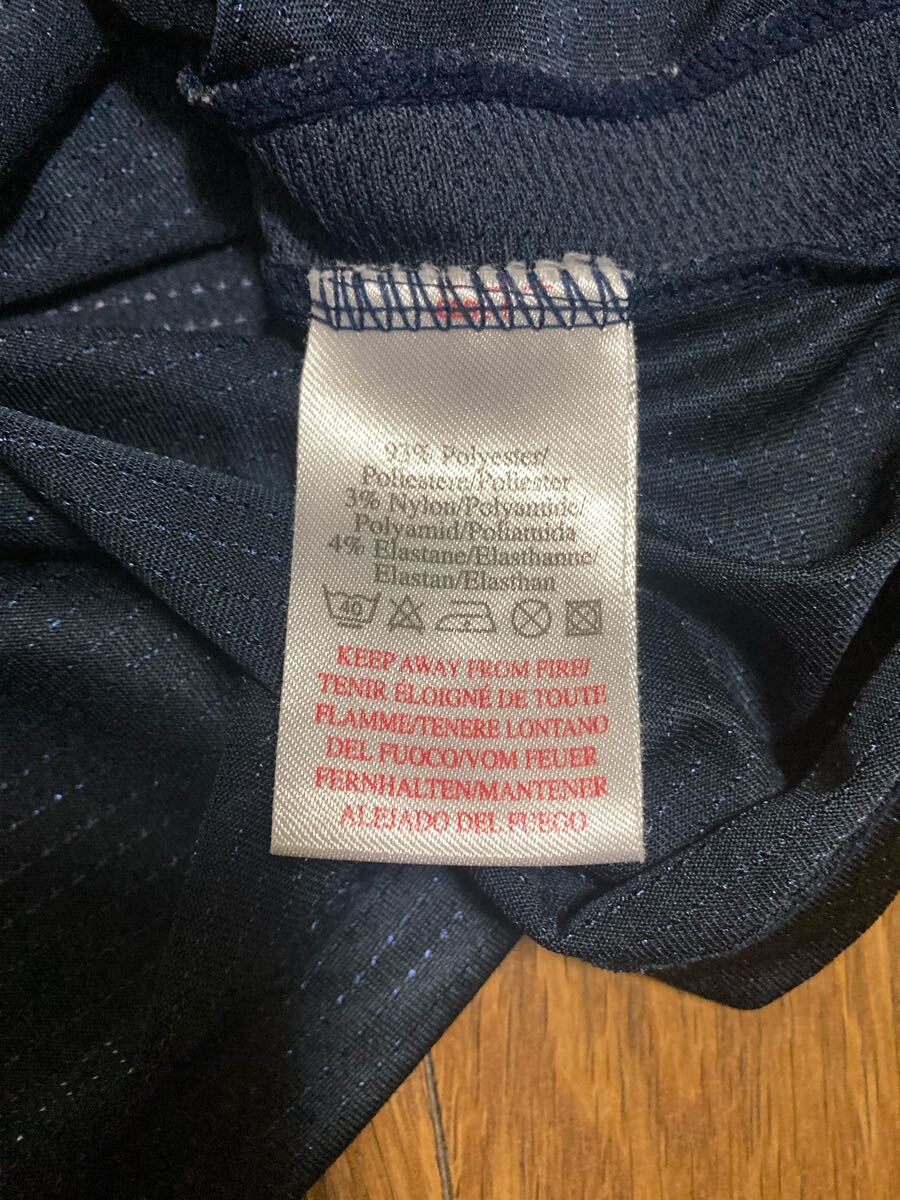 93% Polyester/
Poliestere/Poliester
3% Nylon/Polyamide/
Polyamid/Poliamida
4% Elastane/Elasthanne/
Elastan/Elasthan
40
KEEP AWAY FROM FIRE/
TENIR ÉLOIGNÉ DE TOUTE
FLAMME/TENERE LONTANO
DEL FUOCO/VOM FEUER
FERNHALTEN/MANTENER
ALEJADO DEL FUEGO